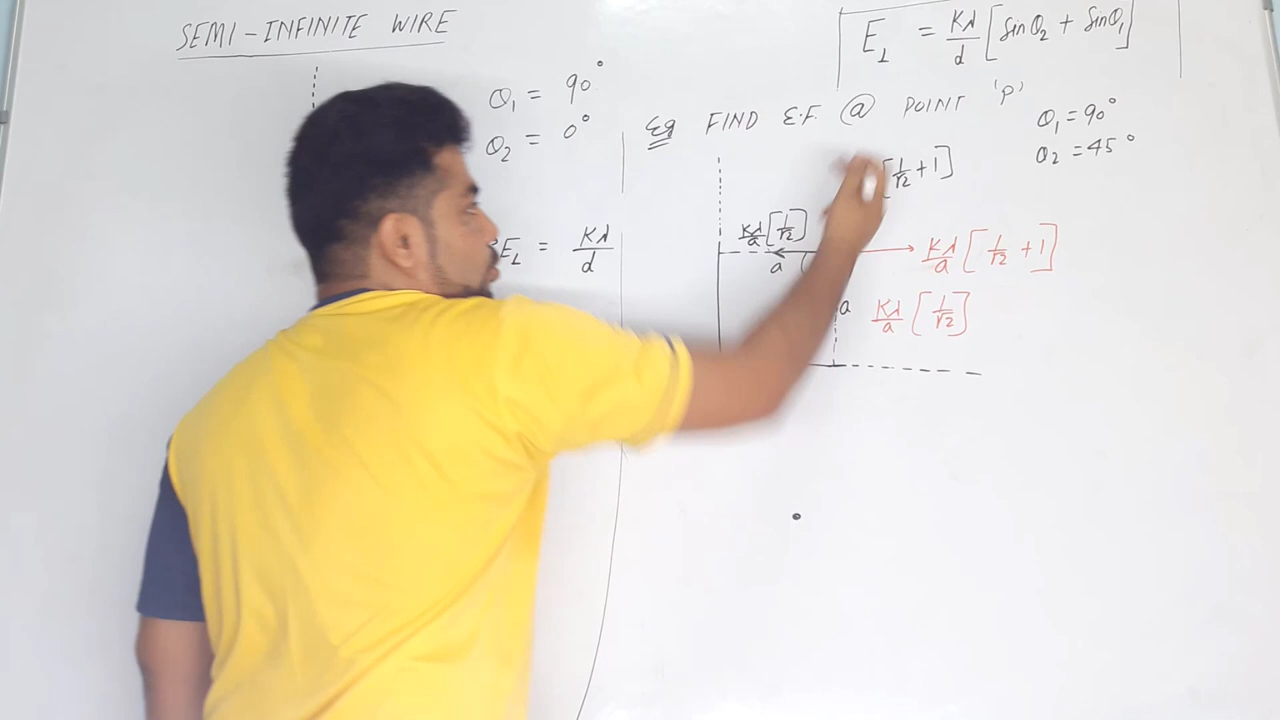 SEMI-INFINITE WIRE
θ₁ = 90°
θ₂ = 0°
E⊥ = Kλ/d
E⊥ = Kλ/d [sinθ₂ + sinθ₁]
Eg FIND E.F. @ POINT 'P'
θ₁ = 90°
θ₂ = 45°
[1/√2 + 1]
Kλ/a [1/√2]
a
Kλ/a [1/√2 + 1]
a
Kλ/a [1/√2]